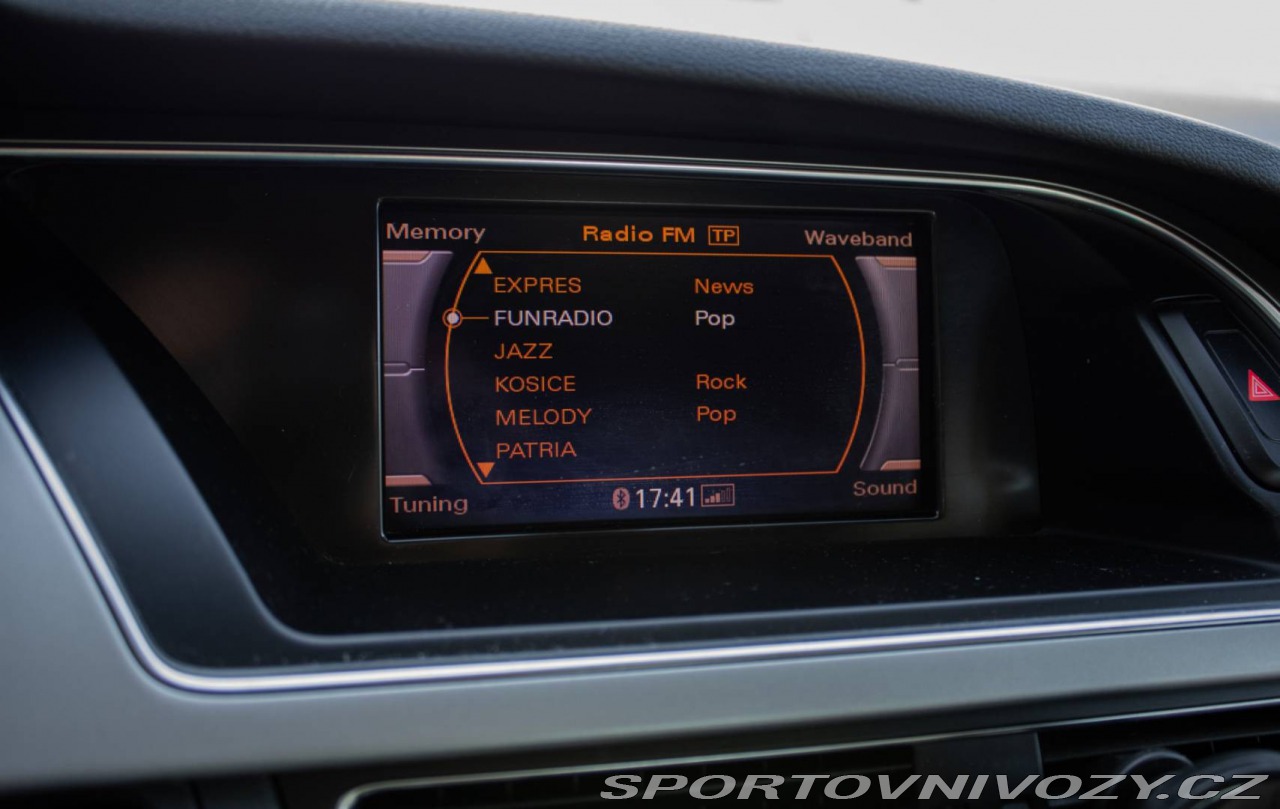 Memory Radio FM TP Waveband
EXPRES News
FUNRADIO Pop
JAZZ
KOSICE Rock
MELODY Pop
PATRIA
Tuning 17:41 Sound
SPORTOVNIVOZY.CZ